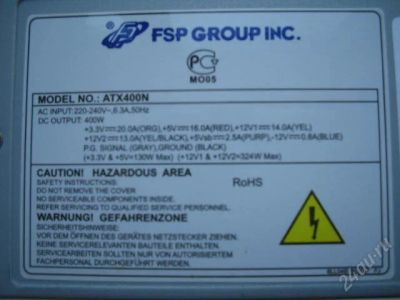 FSP GROUP INC.
PG
MO05
MODEL NO.: ATX400N
AC INPUT: 220-240V~,6.3A,50Hz
DC OUTPUT: 400W
+3.3V⎓20.0A(ORG), +5V⎓16.0A(RED), +12V1⎓14.0A(YEL)
+12V2⎓13.0A(YEL/BLACK), +5Vsb⎓2.5A(PURP), -12V⎓0.8A(BLUE)
P.G. SIGNAL (GRAY),GROUND (BLACK)
(+3.3V & +5V=130W Max) (+12V1 & +12V2=324W Max)
CAUTION! HAZARDOUS AREA
SAFETY INSTRUCTIONS:
DO NOT REMOVE THE COVER
NO SERVICEABLE COMPONENTS INSIDE.
REFER SERVICING TO QUALIFIED SERVICE PERSONNEL.
RoHS
WARNUNG! GEFAHRENZONE
SICHERHEITSHINWEIS:
VOR DEM ÖFFNEN DES GERÄTES NETZSTECKER ZIEHEN
KEINE SERVICERELEVANTEN BAUTEILE ENTHALTEN.
SERVICEARBEITEN SOLLTEN NUR VON AUTORISIERTEM
FACHPERSONAL DURCHGEFÜHRT WERDEN.
24au.ru